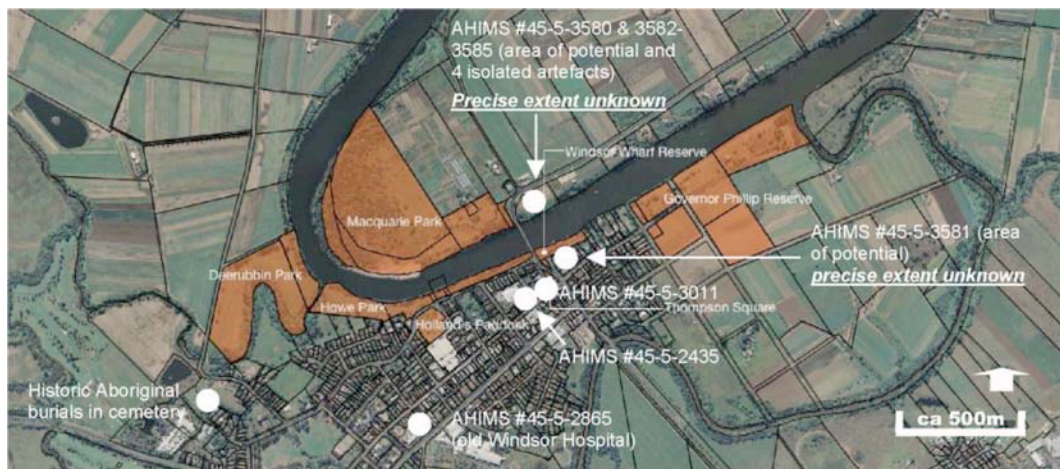 AHIMS #45-5-3580 & 3582-
3585 (area of potential and
4 isolated artefacts)
Precise extent unknown
Windsor Wharf Reserve
Governor Phillip Reserve
Macquarie Park
AHIMS #45-5-3581 (area
of potential)
precise extent unknown
Deerubbin Park
Howe Park
AHIMS #45-5-3011
Thompson Square
Holland's Paddock
AHIMS #45-5-2435
Historic Aboriginal
burials in cemetery
AHIMS #45-5-2865
(old Windsor Hospital)
ca 500m